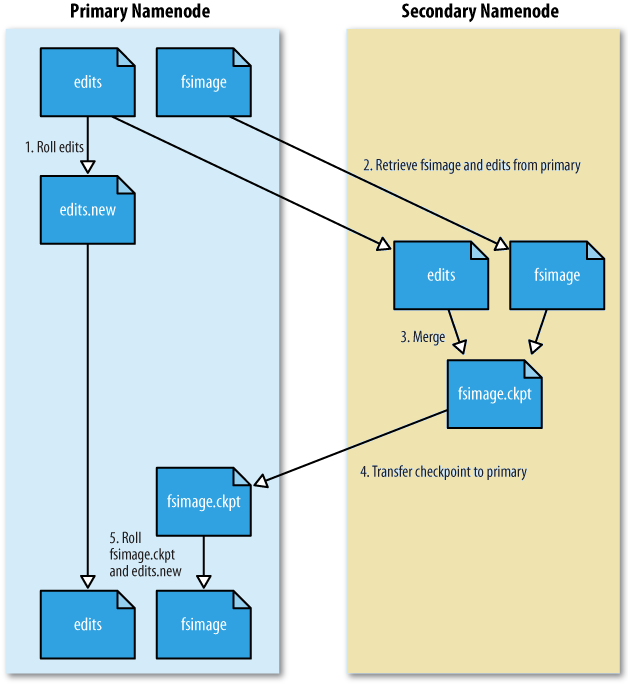 Primary Namenode
Secondary Namenode
edits
fsimage
1. Roll edits
2. Retrieve fsimage and edits from primary
edits.new
edits
fsimage
3. Merge
fsimage.ckpt
4. Transfer checkpoint to primary
fsimage.ckpt
5. Roll
fsimage.ckpt
and edits.new
edits
fsimage